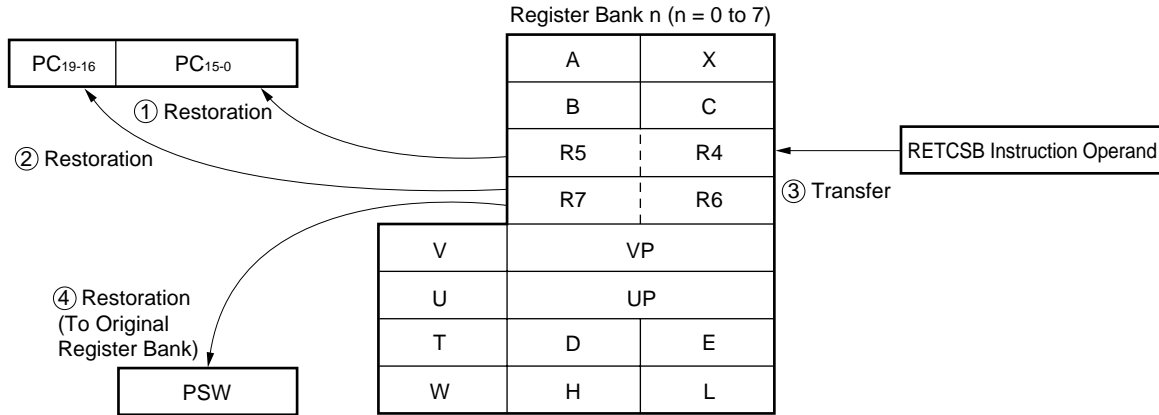 Register Bank n (n = 0 to 7)
PC19-16 PC15-0
A X
① Restoration
B C
② Restoration
R5 R4
RETCSB Instruction Operand
R7 R6
③ Transfer
V VP
④ Restoration
(To Original
Register Bank)
U UP
T D E
PSW
W H L